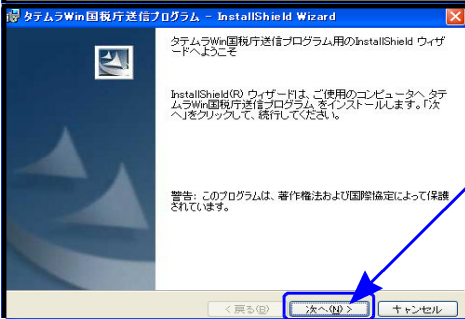 タテムラWin国税庁送信プログラム - InstallShield Wizard
タテムラWin国税庁送信プログラム用のInstallShield ウィザ
ードへようこそ
InstallShield(R) ウィザードは、ご使用のコンピュータへ タテ
ムラWin国税庁送信プログラム をインストールします。「次
へ」をクリックして、続行してください。
警告: このプログラムは、著作権法および国際協定によって保護
されています。
< 戻る(B)
次へ(N) >
キャンセル